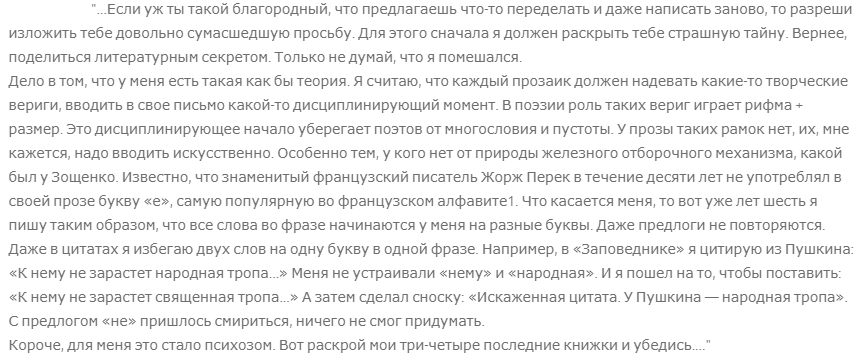 "...Если уж ты такой благородный, что предлагаешь что-то переделать и даже написать заново, то разреши
изложить тебе довольно сумасшедшую просьбу. Для этого сначала я должен раскрыть тебе страшную тайну. Вернее,
поделиться литературным секретом. Только не думай, что я помешался.
Дело в том, что у меня есть такая как бы теория. Я считаю, что каждый прозаик должен надевать какие-то творческие
вериги, вводить в свое письмо какой-то дисциплинирующий момент. В поэзии роль таких вериг играет рифма +
размер. Это дисциплинирующее начало уберегает поэтов от многословия и пустоты. У прозы таких рамок нет, их, мне
кажется, надо вводить искусственно. Особенно тем, у кого нет от природы железного отборочного механизма, какой
был у Зощенко. Известно, что знаменитый французский писатель Жорж Перек в течение десяти лет не употреблял в
своей прозе букву «е», самую популярную во французском алфавите1. Что касается меня, то вот уже лет шесть я
пишу таким образом, что все слова во фразе начинаются у меня на разные буквы. Даже предлоги не повторяются.
Даже в цитатах я избегаю двух слов на одну букву в одной фразе. Например, в «Заповеднике» я цитирую из Пушкина:
«К нему не зарастет народная тропа...» Меня не устраивали «нему» и «народная». И я пошел на то, чтобы поставить:
«К нему не зарастет священная тропа...» А затем сделал сноску: «Искаженная цитата. У Пушкина — народная тропа».
С предлогом «не» пришлось смириться, ничего не смог придумать.
Короче, для меня это стало психозом. Вот раскрой мои три-четыре последние книжки и убедись...."